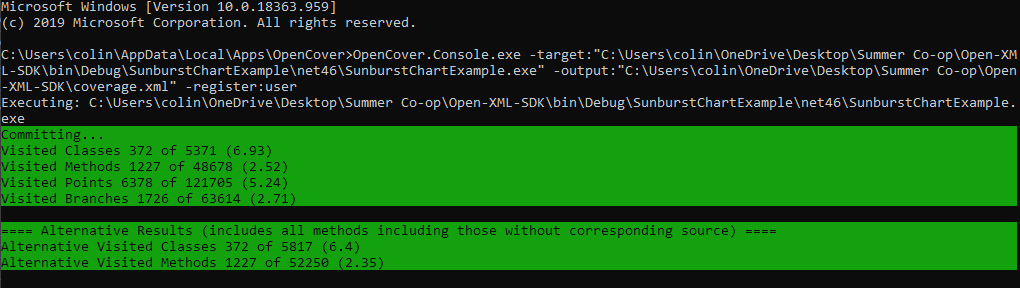 Microsoft Windows [Version 10.0.18363.959]
(c) 2019 Microsoft Corporation. All rights reserved.
C:\Users\colin\AppData\Local\Apps\OpenCover>OpenCover.Console.exe -target:"C:\Users\colin\OneDrive\Desktop\Summer Co-op\Open-XM
L-SDK\bin\Debug\SunburstChartExample\net46\SunburstChartExample.exe" -output:"C:\Users\colin\OneDrive\Desktop\Summer Co-op\Open
-XML-SDK\coverage.xml" -register:user
Executing: C:\Users\colin\OneDrive\Desktop\Summer Co-op\Open-XML-SDK\bin\Debug\SunburstChartExample\net46\SunburstChartExample.
exe
Committing...
Visited Classes 372 of 5371 (6.93)
Visited Methods 1227 of 48678 (2.52)
Visited Points 6378 of 121705 (5.24)
Visited Branches 1726 of 63614 (2.71)
==== Alternative Results (includes all methods including those without corresponding source) ====
Alternative Visited Classes 372 of 5817 (6.4)
Alternative Visited Methods 1227 of 52250 (2.35)